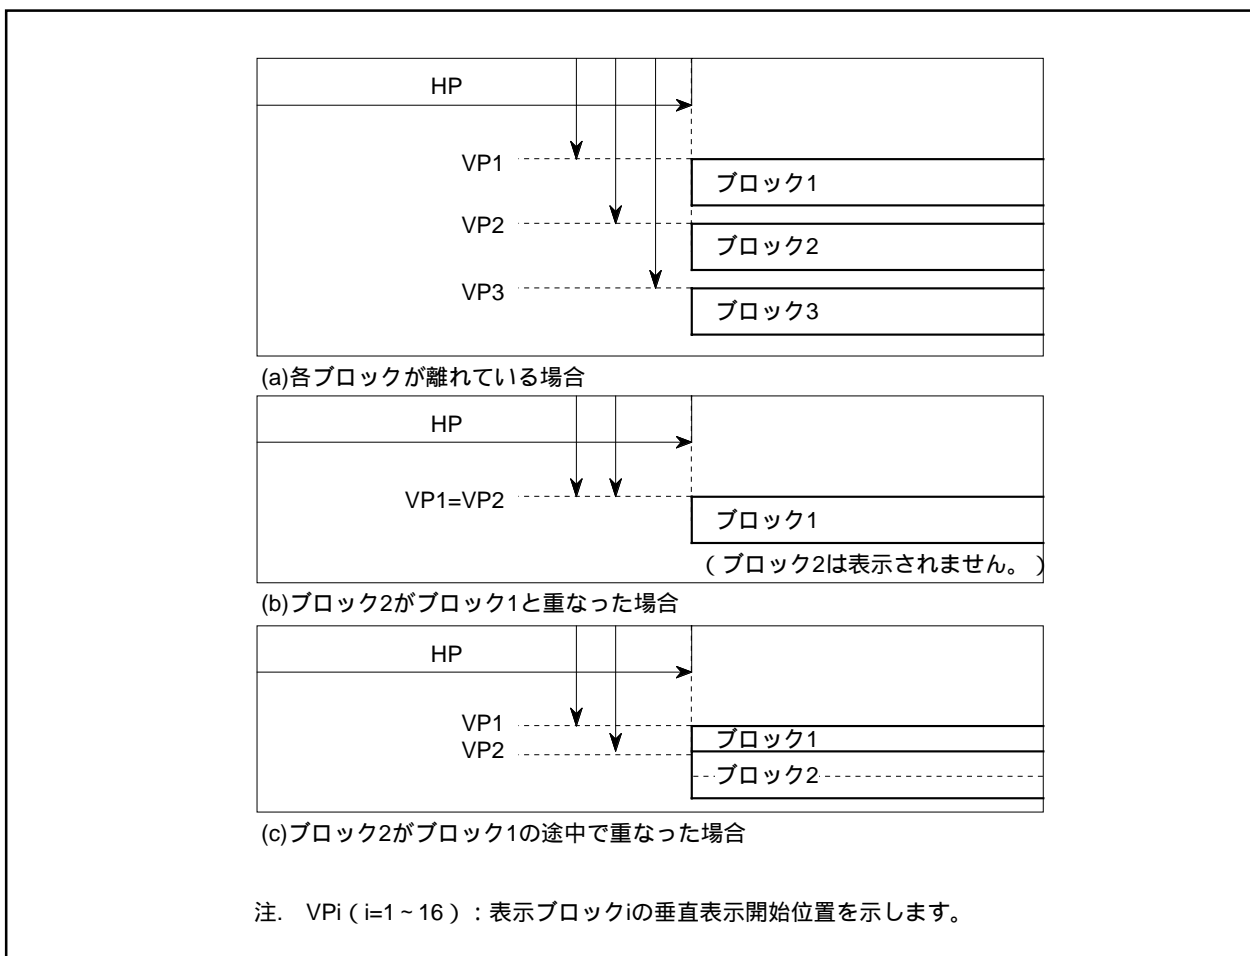 HP
VP1
ブロック1
VP2
ブロック2
VP3
ブロック3
(a)各ブロックが離れている場合
HP
VP1=VP2
ブロック1
（ブロック2は表示されません。）
(b)ブロック2がブロック1と重なった場合
HP
VP1
ブロック1
VP2
ブロック2
(c)ブロック2がブロック1の途中で重なった場合
注. VPi（i=1~16）：表示ブロックiの垂直表示開始位置を示します。